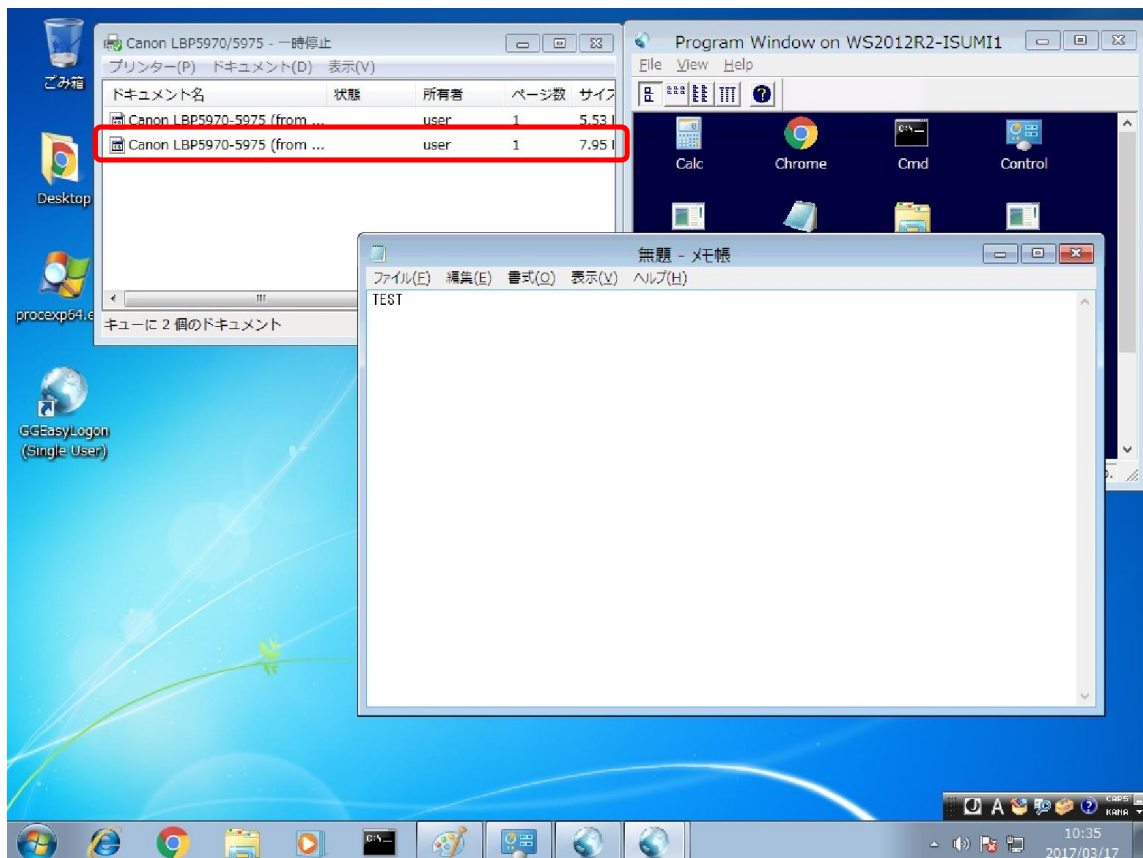 ごみ箱
Desktop
procexp64.e
GGEasyLogon
(Single User)
Canon LBP5970/5975 - 一時停止
プリンター(P) ドキュメント(D) 表示(V)
ドキュメント名 状態 所有者 ページ数 サイズ
Canon LBP5970-5975 (from ... user 1 5.53
Canon LBP5970-5975 (from ... user 1 7.95
キューに 2 個のドキュメント
Program Window on WS2012R2-ISUMI1
File View Help
Calc Chrome Cmd Control
無題 - メモ帳
ファイル(F) 編集(E) 書式(O) 表示(V) ヘルプ(H)
TEST
A CAPS
KANA
10:35
2017/03/17